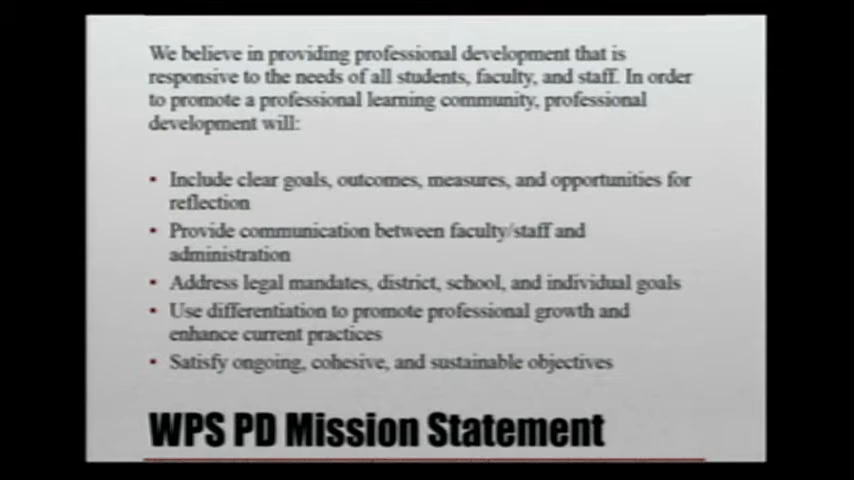 We believe in providing professional development that is
responsive to the needs of all students, faculty, and staff. In order
to promote a professional learning community, professional
development will:
• Include clear goals, outcomes, measures, and opportunities for
reflection
• Provide communication between faculty/staff and
administration
• Address legal mandates, district, school, and individual goals
• Use differentiation to promote professional growth and
enhance current practices
• Satisfy ongoing, cohesive, and sustainable objectives
WPS PD Mission Statement